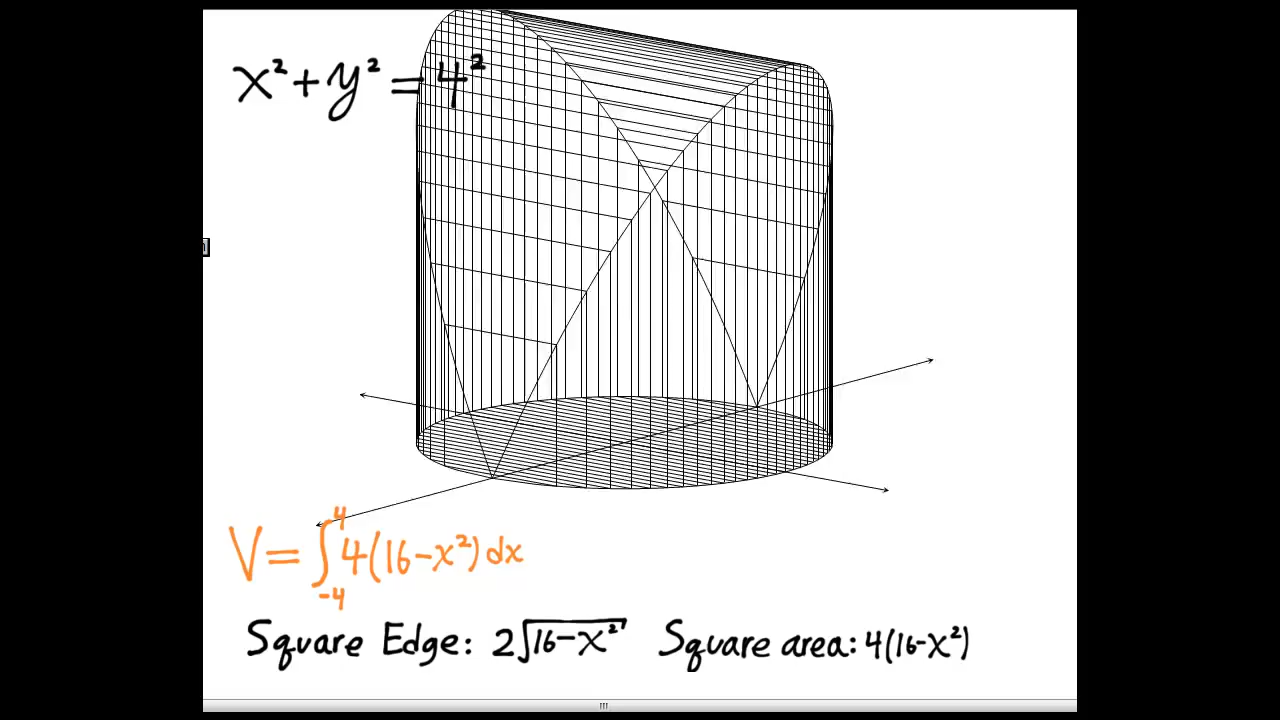 x² + y² = 4²
V = ∫₋₄⁴ 4(16-x²) dx
Square Edge: 2√(16-x²) Square area: 4(16-x²)